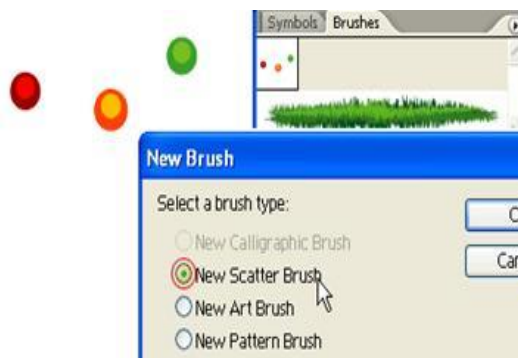 Symbols Brushes
New Brush
Select a brush type:
New Calligraphic Brush
New Scatter Brush
New Art Brush
New Pattern Brush